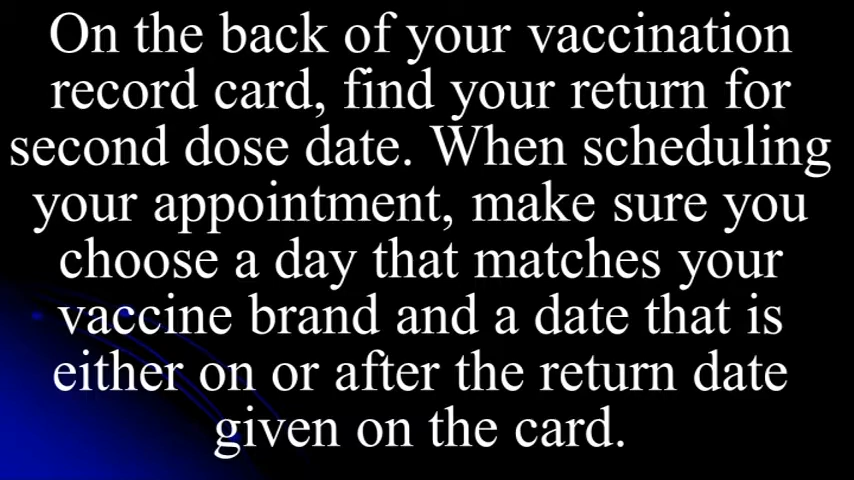 On the back of your vaccination
record card, find your return for
second dose date. When scheduling
your appointment, make sure you
choose a day that matches your
vaccine brand and a date that is
either on or after the return date
given on the card.